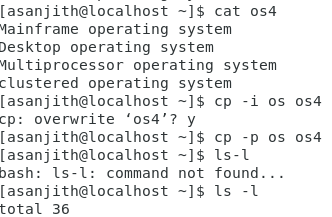 [asanjith@localhost ~]$ cat os4
Mainframe operating system
Desktop operating system
Multiprocessor operating system
clustered operating system
[asanjith@localhost ~]$ cp -i os os4
cp: overwrite ‘os4’? y
[asanjith@localhost ~]$ cp -p os os4
[asanjith@localhost ~]$ ls-l
bash: ls-l: command not found...
[asanjith@localhost ~]$ ls -l
total 36